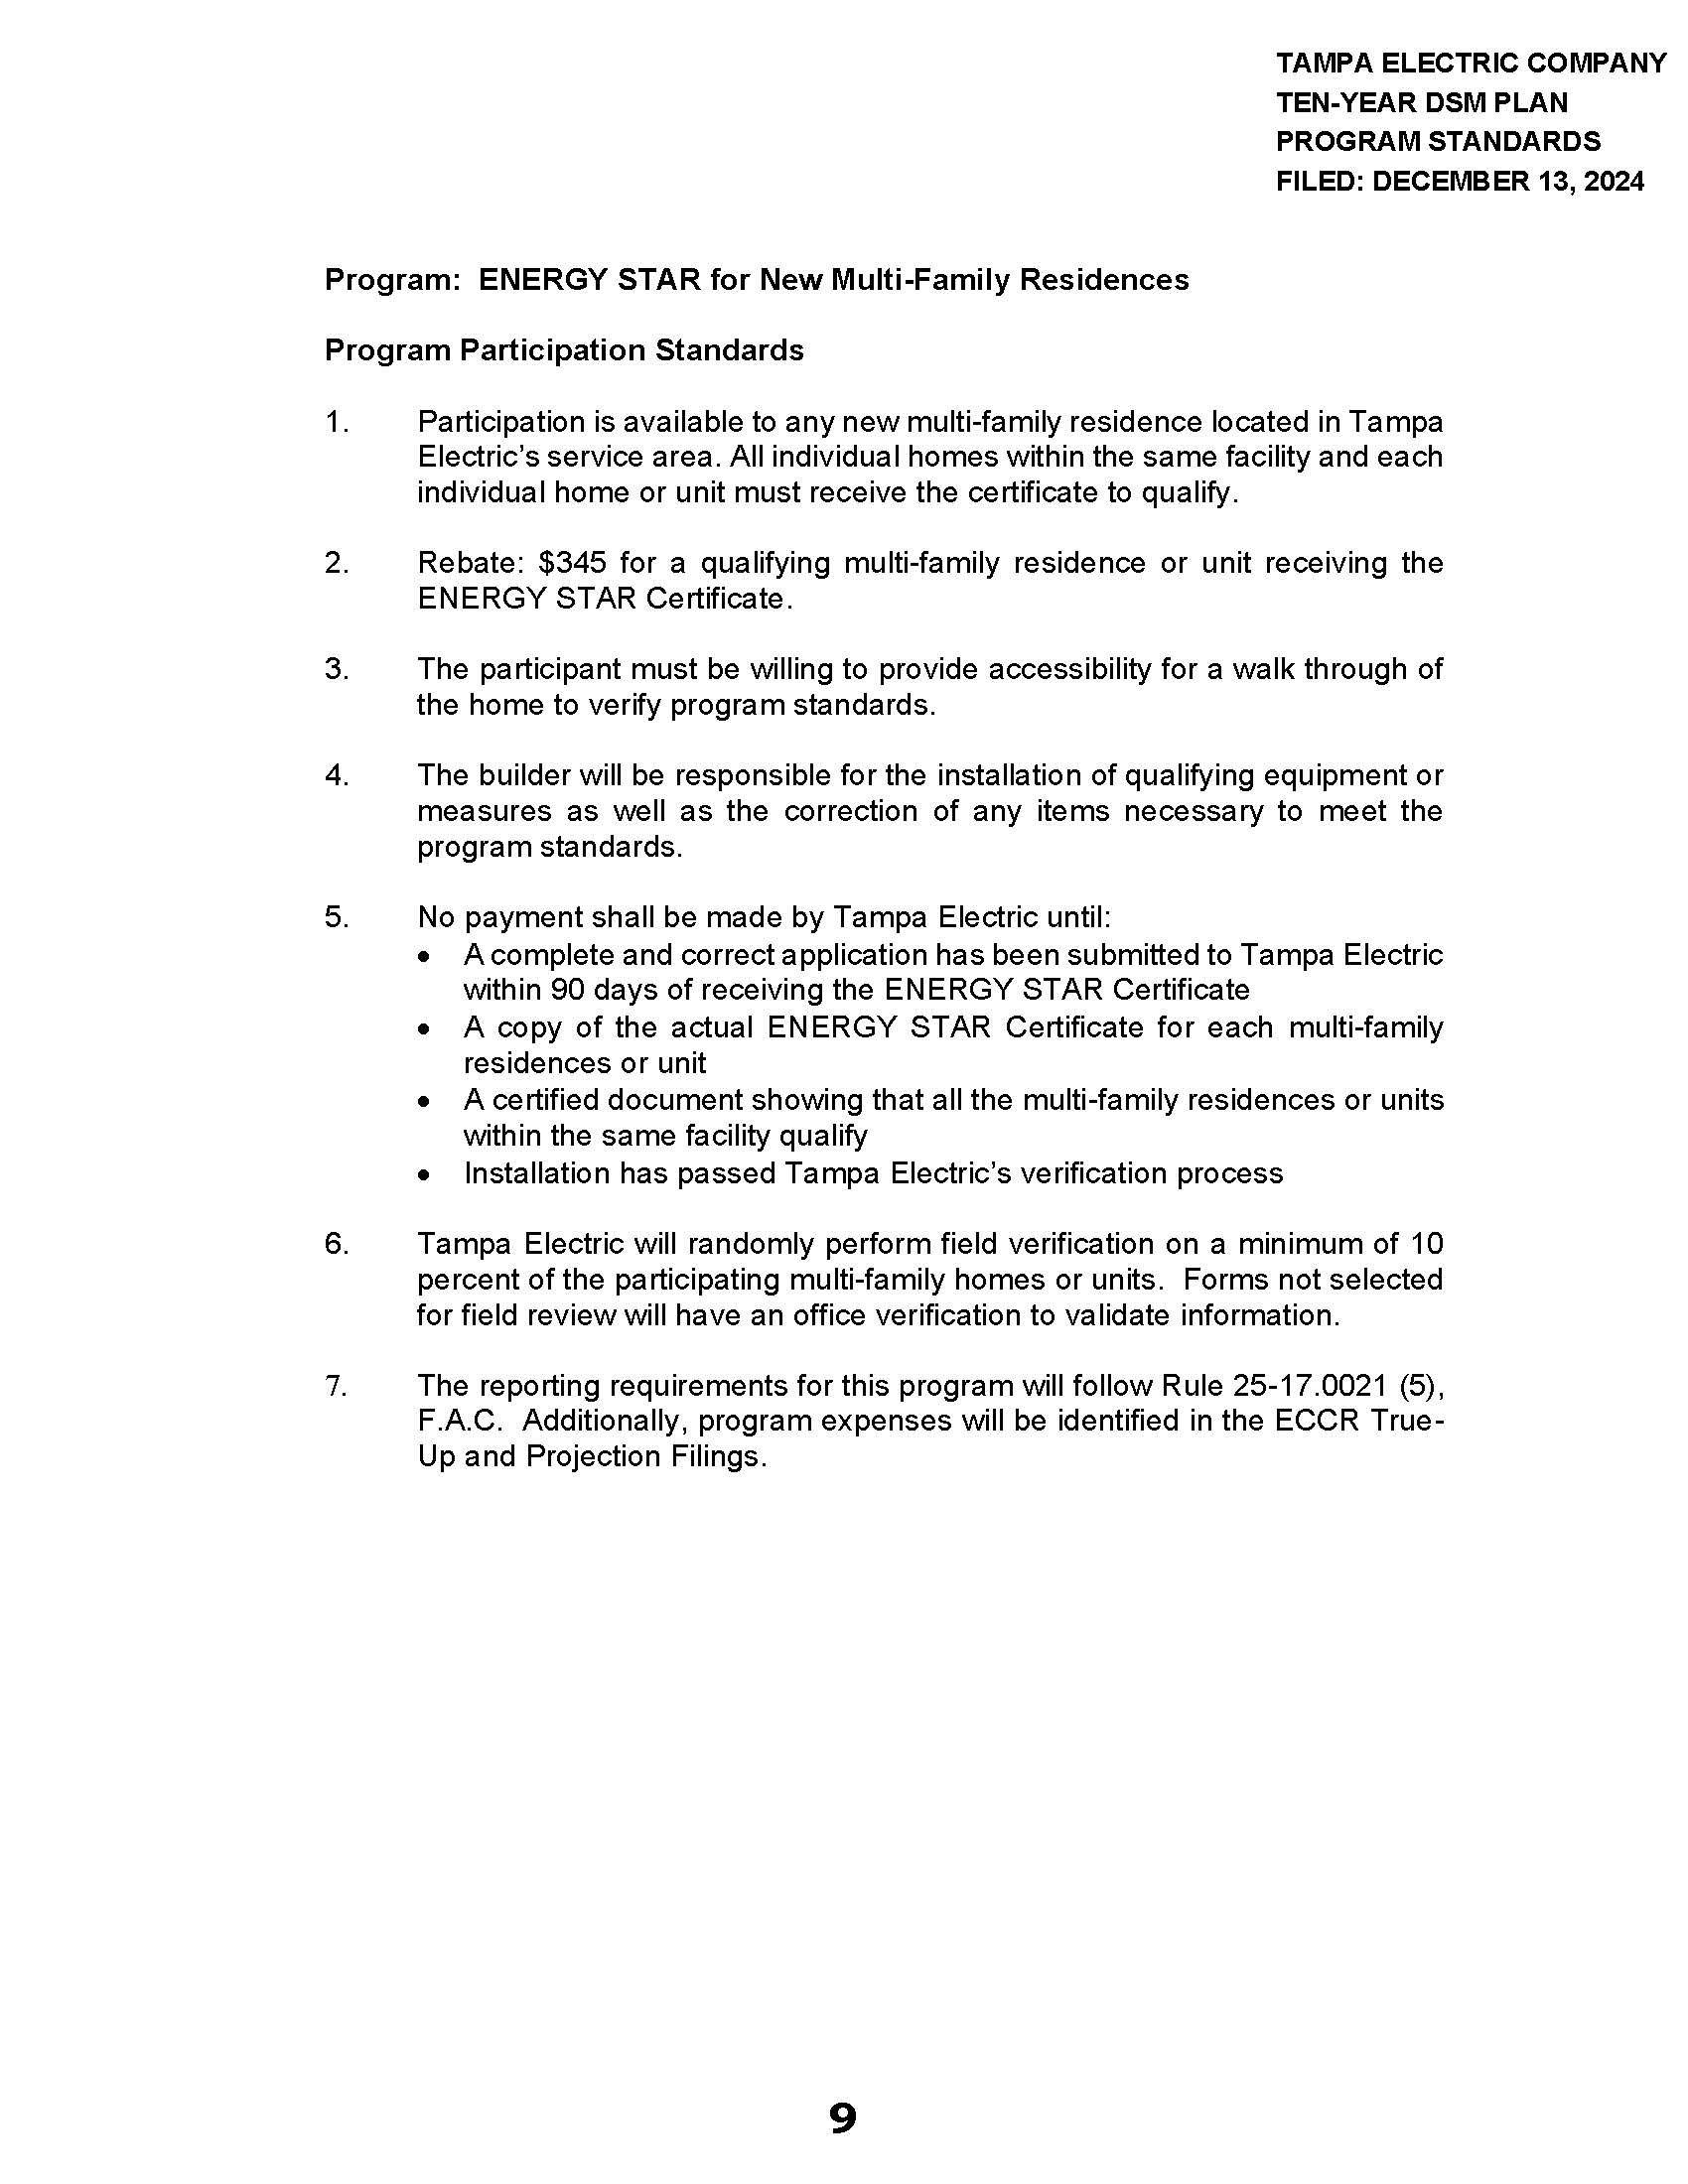 TAMPA ELECTRIC COMPANY
TEN-YEAR DSM PLAN
PROGRAM STANDARDS
FILED: DECEMBER 13, 2024
Program:  ENERGY STAR for New Multi-Family Residences
Program Participation Standards
1. Participation is available to any new multi-family residence located in Tampa
Electric’s service area. All individual homes within the same facility and each
individual home or unit must receive the certificate to qualify.
2. Rebate: $345 for a qualifying multi-family residence or unit receiving the
ENERGY STAR Certificate.
3. The participant must be willing to provide accessibility for a walk through of
the home to verify program standards.
4. The builder will be responsible for the installation of qualifying equipment or
measures as well as the correction of any items necessary to meet the
program standards.
5. No payment shall be made by Tampa Electric until:
• A complete and correct application has been submitted to Tampa Electric
within 90 days of receiving the ENERGY STAR Certificate
• A copy of the actual ENERGY STAR Certificate for each multi-family
residences or unit
• A certified document showing that all the multi-family residences or units
within the same facility qualify
• Installation has passed Tampa Electric’s verification process
6. Tampa Electric will randomly perform field verification on a minimum of 10
percent of the participating multi-family homes or units.  Forms not selected
for field review will have an office verification to validate information.
7. The reporting requirements for this program will follow Rule 25-17.0021 (5),
F.A.C.  Additionally, program expenses will be identified in the ECCR True-
Up and Projection Filings.
9